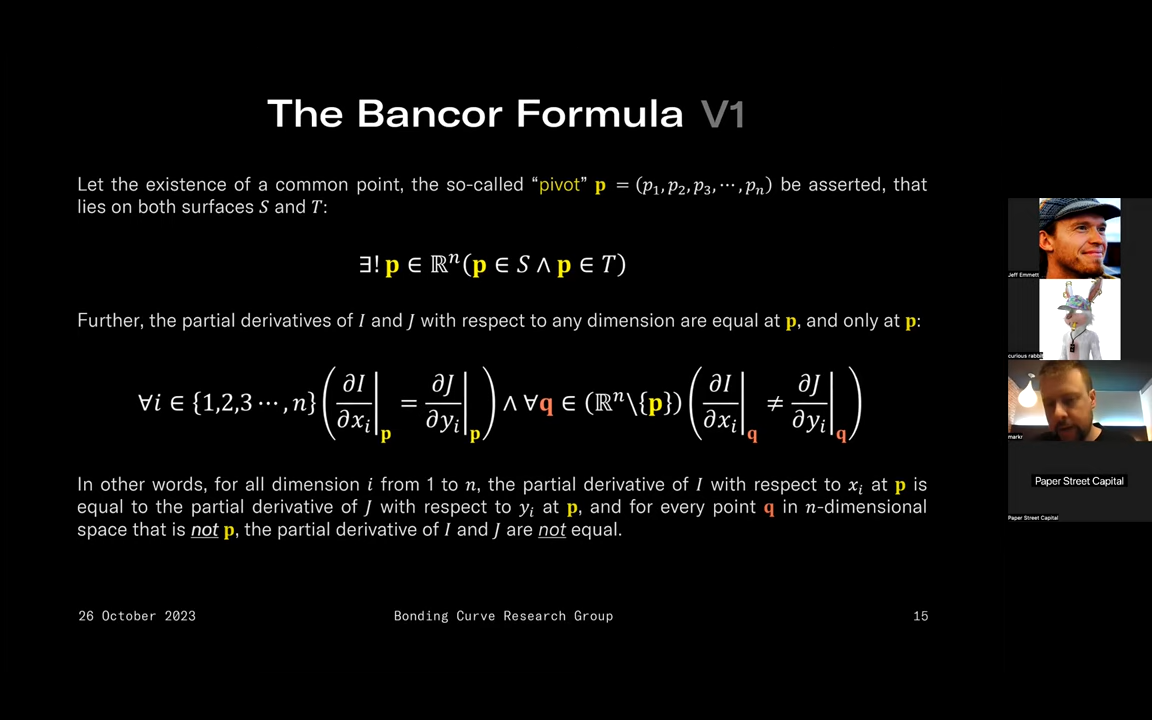 The Bancor Formula V1
Let the existence of a common point, the so-called “pivot” p = (p₁, p₂, p₃, ⋯, pₙ) be asserted, that
lies on both surfaces S and T:
∃! p ∈ ℝⁿ(p ∈ S ∧ p ∈ T)
Further, the partial derivatives of I and J with respect to any dimension are equal at p, and only at p:
∀i ∈ {1,2,3 ⋯, n} (∂I/∂xᵢ|p = ∂J/∂yᵢ|p) ∧ ∀q ∈ (ℝⁿ\{p}) (∂I/∂xᵢ|q ≠ ∂J/∂yᵢ|q)
In other words, for all dimension i from 1 to n, the partial derivative of I with respect to xᵢ at p is
equal to the partial derivative of J with respect to yᵢ at p, and for every point q in n-dimensional
space that is not p, the partial derivative of I and J are not equal.
26 October 2023
Bonding Curve Research Group
15
Jeff Emmett
curious rabbit
markr
Paper Street Capital
Paper Street Capital